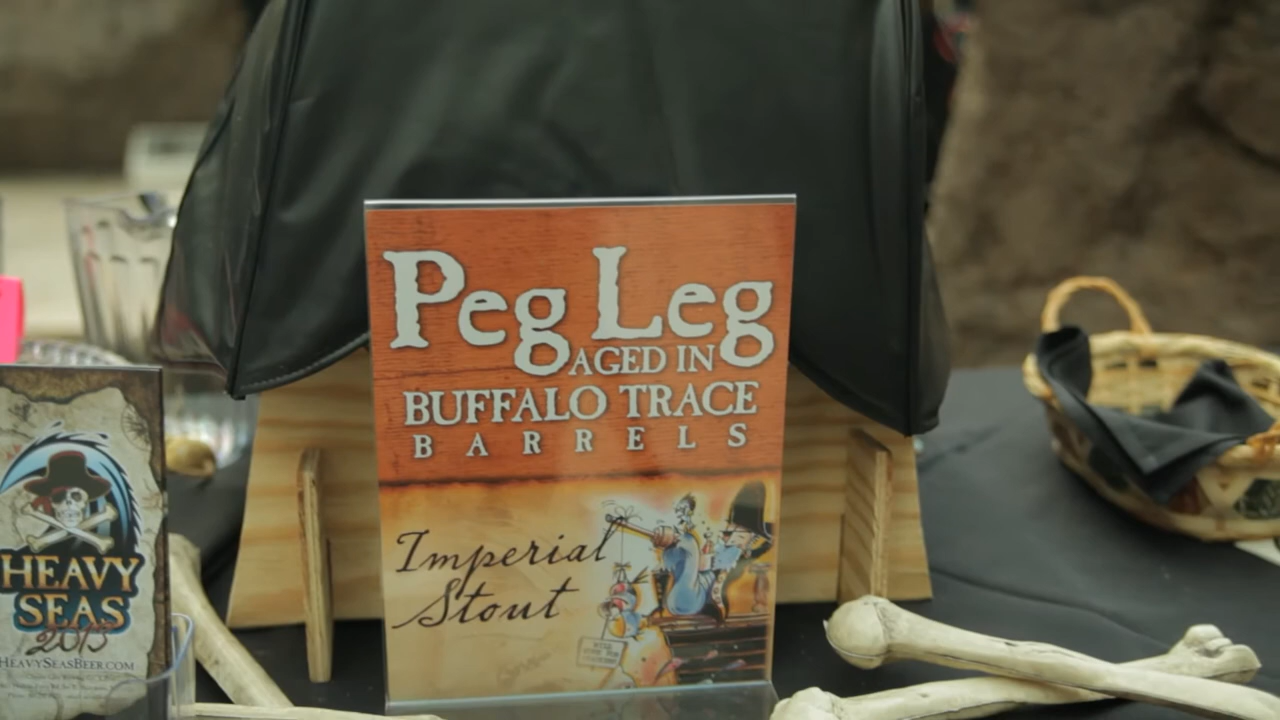 Peg Leg
AGED IN
BUFFALO TRACE
BARRELS
Imperial
Stout
HEAVY
SEAS
2013
HEAVYSEASBEER.COM